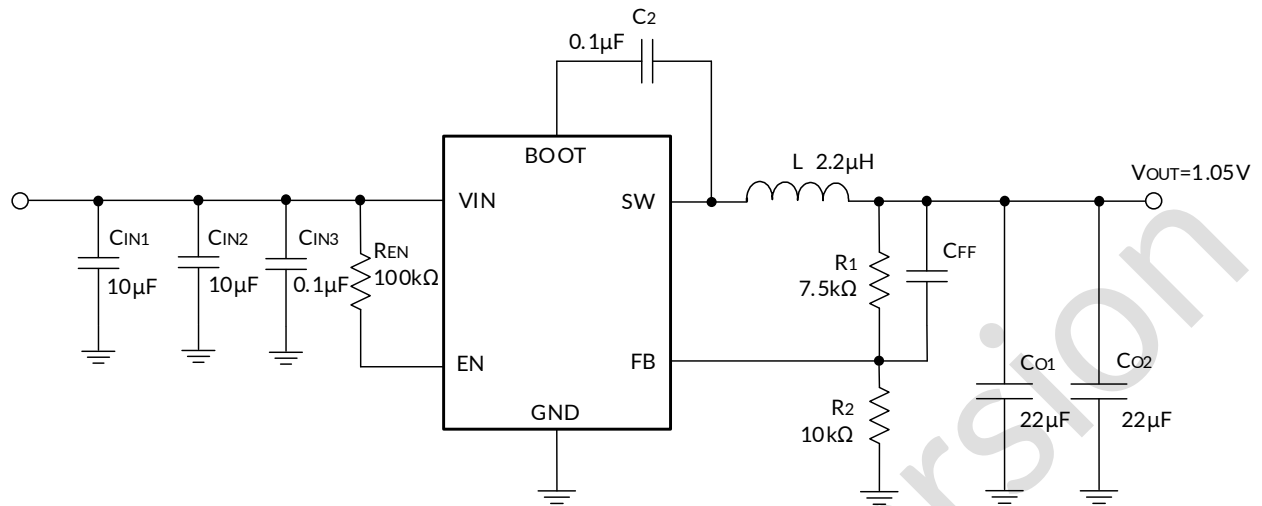 C2
0.1µF
BOOT
L 2.2µH
VOUT=1.05V
VIN
SW
CIN1
10µF
CIN2
10µF
CIN3
0.1µF
REN
100kΩ
R1
7.5kΩ
CFF
EN
FB
GND
R2
10kΩ
CO1
22µF
CO2
22µF
rsion